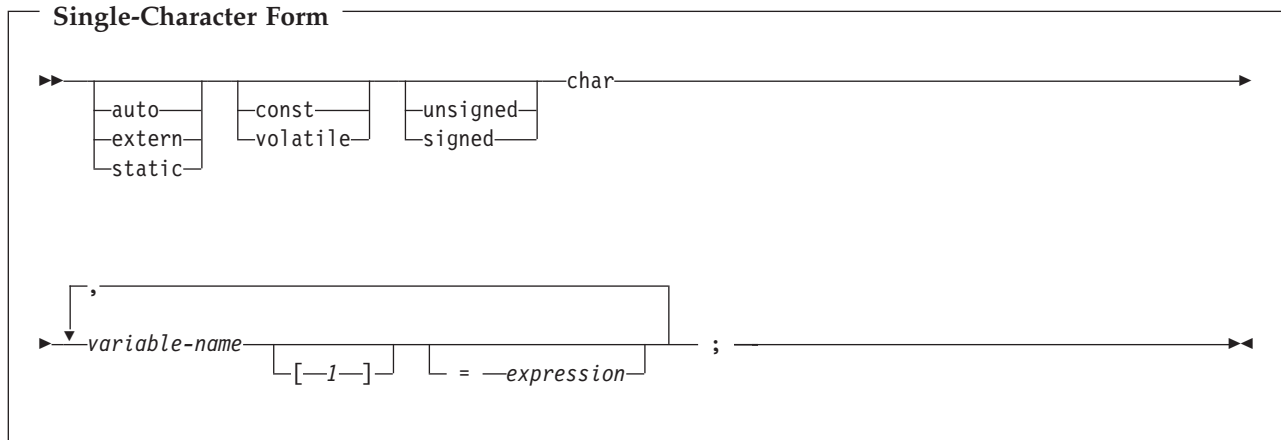 Single-Character Form
char
auto const unsigned
extern volatile signed
static
,
variable-name ;
[ 1 ] = expression